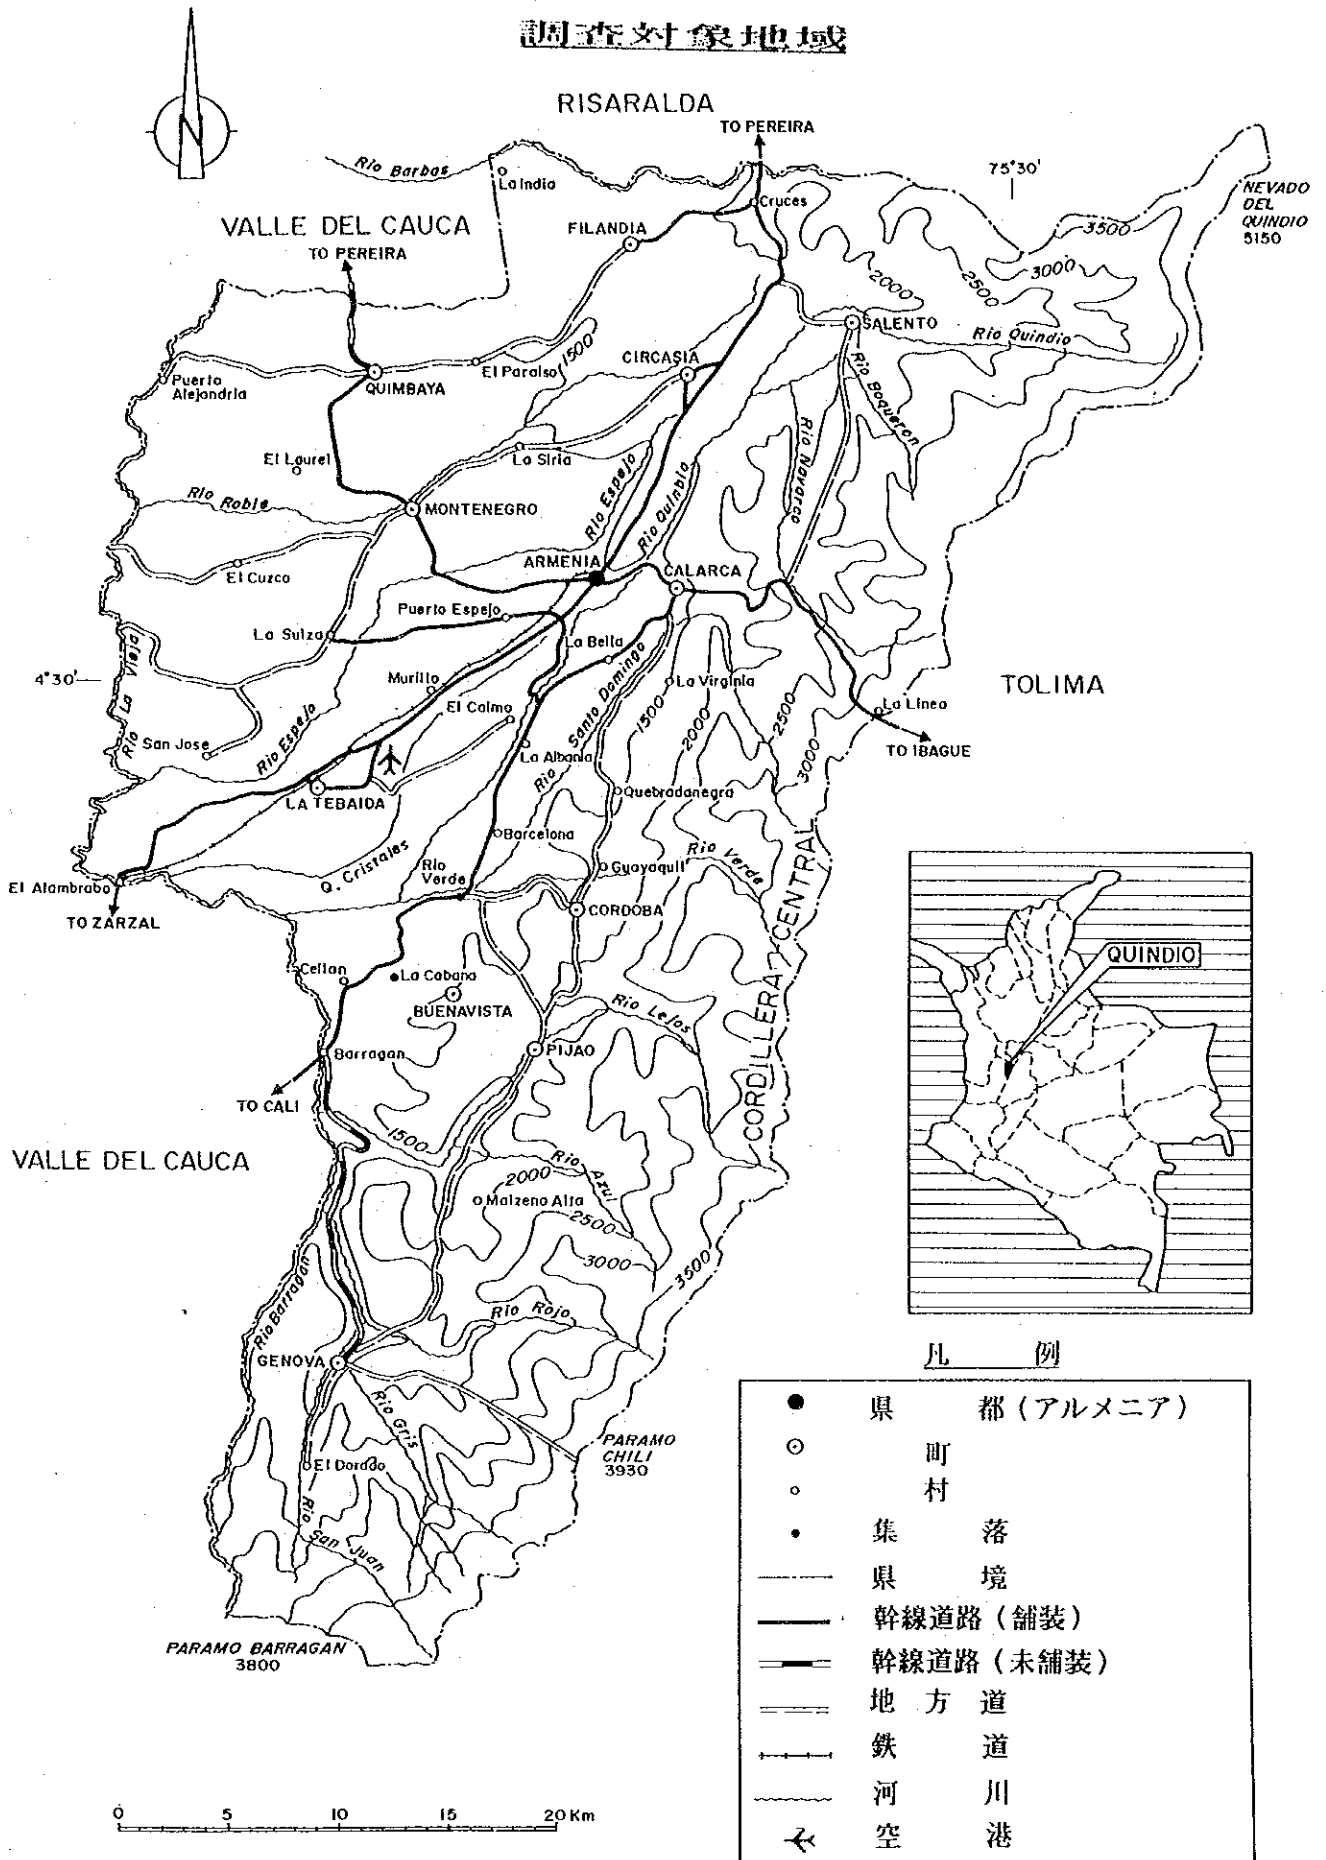 調査対象地域
RISARALDA
TO PEREIRA
75°30'
Rio Barbas
La India
Cruces
NEVADO
DEL
QUINDIO
5150
VALLE DEL CAUCA
TO PEREIRA
FILANDIA
3500
3000
2500
2000
SALENTO
Rio Quindio
1500
CIRCASIA
El Paraiso
Rio Boqueron
Puerto
Alejandria
QUIMBAYA
El Laurel
La Siria
Rio Navarco
Rio Espejo
Rio Quinbio
Rio Roble
MONTENEGRO
ARMENIA
CALARCA
El Cuzco
Puerto Espejo
La Suiza
La Bella
Rio La Vieja
4°30'
Murillo
La Virginia
TOLIMA
El Caimo
Rio Santo Domingo
1500
2000
2500
3000
La Linea
TO IBAGUE
San Jose
Rio Espejo
La Albania
LA TEBAIDA
Quebradanegra
Barcelona
Rio Verde
Q. Cristales
Rio
Verde
Guayaquil
El Alambrabo
TO ZARZAL
CORDOBA
CORDILLERA CENTRAL
QUINDIO
Ceilan
La Cabana
BUENAVISTA
Rio Lejos
Barragan
PIJAO
TO CALI
1500
VALLE DEL CAUCA
Rio Azul
2000
Maizeno Alta
2500
3000
3500
Rio Barragan
Rio Rojo
GENOVA
Rio Gris
PARAMO
CHILI
3930
El Dorado
Rio San Juan
PARAMO BARRAGAN
3800
0 5 10 15 20 Km
凡 例
県 都 (アルメニア)
町
村
集 落
県 境
幹線道路 (舗装)
幹線道路 (未舗装)
地 方 道
鉄 道
河 川
空 港